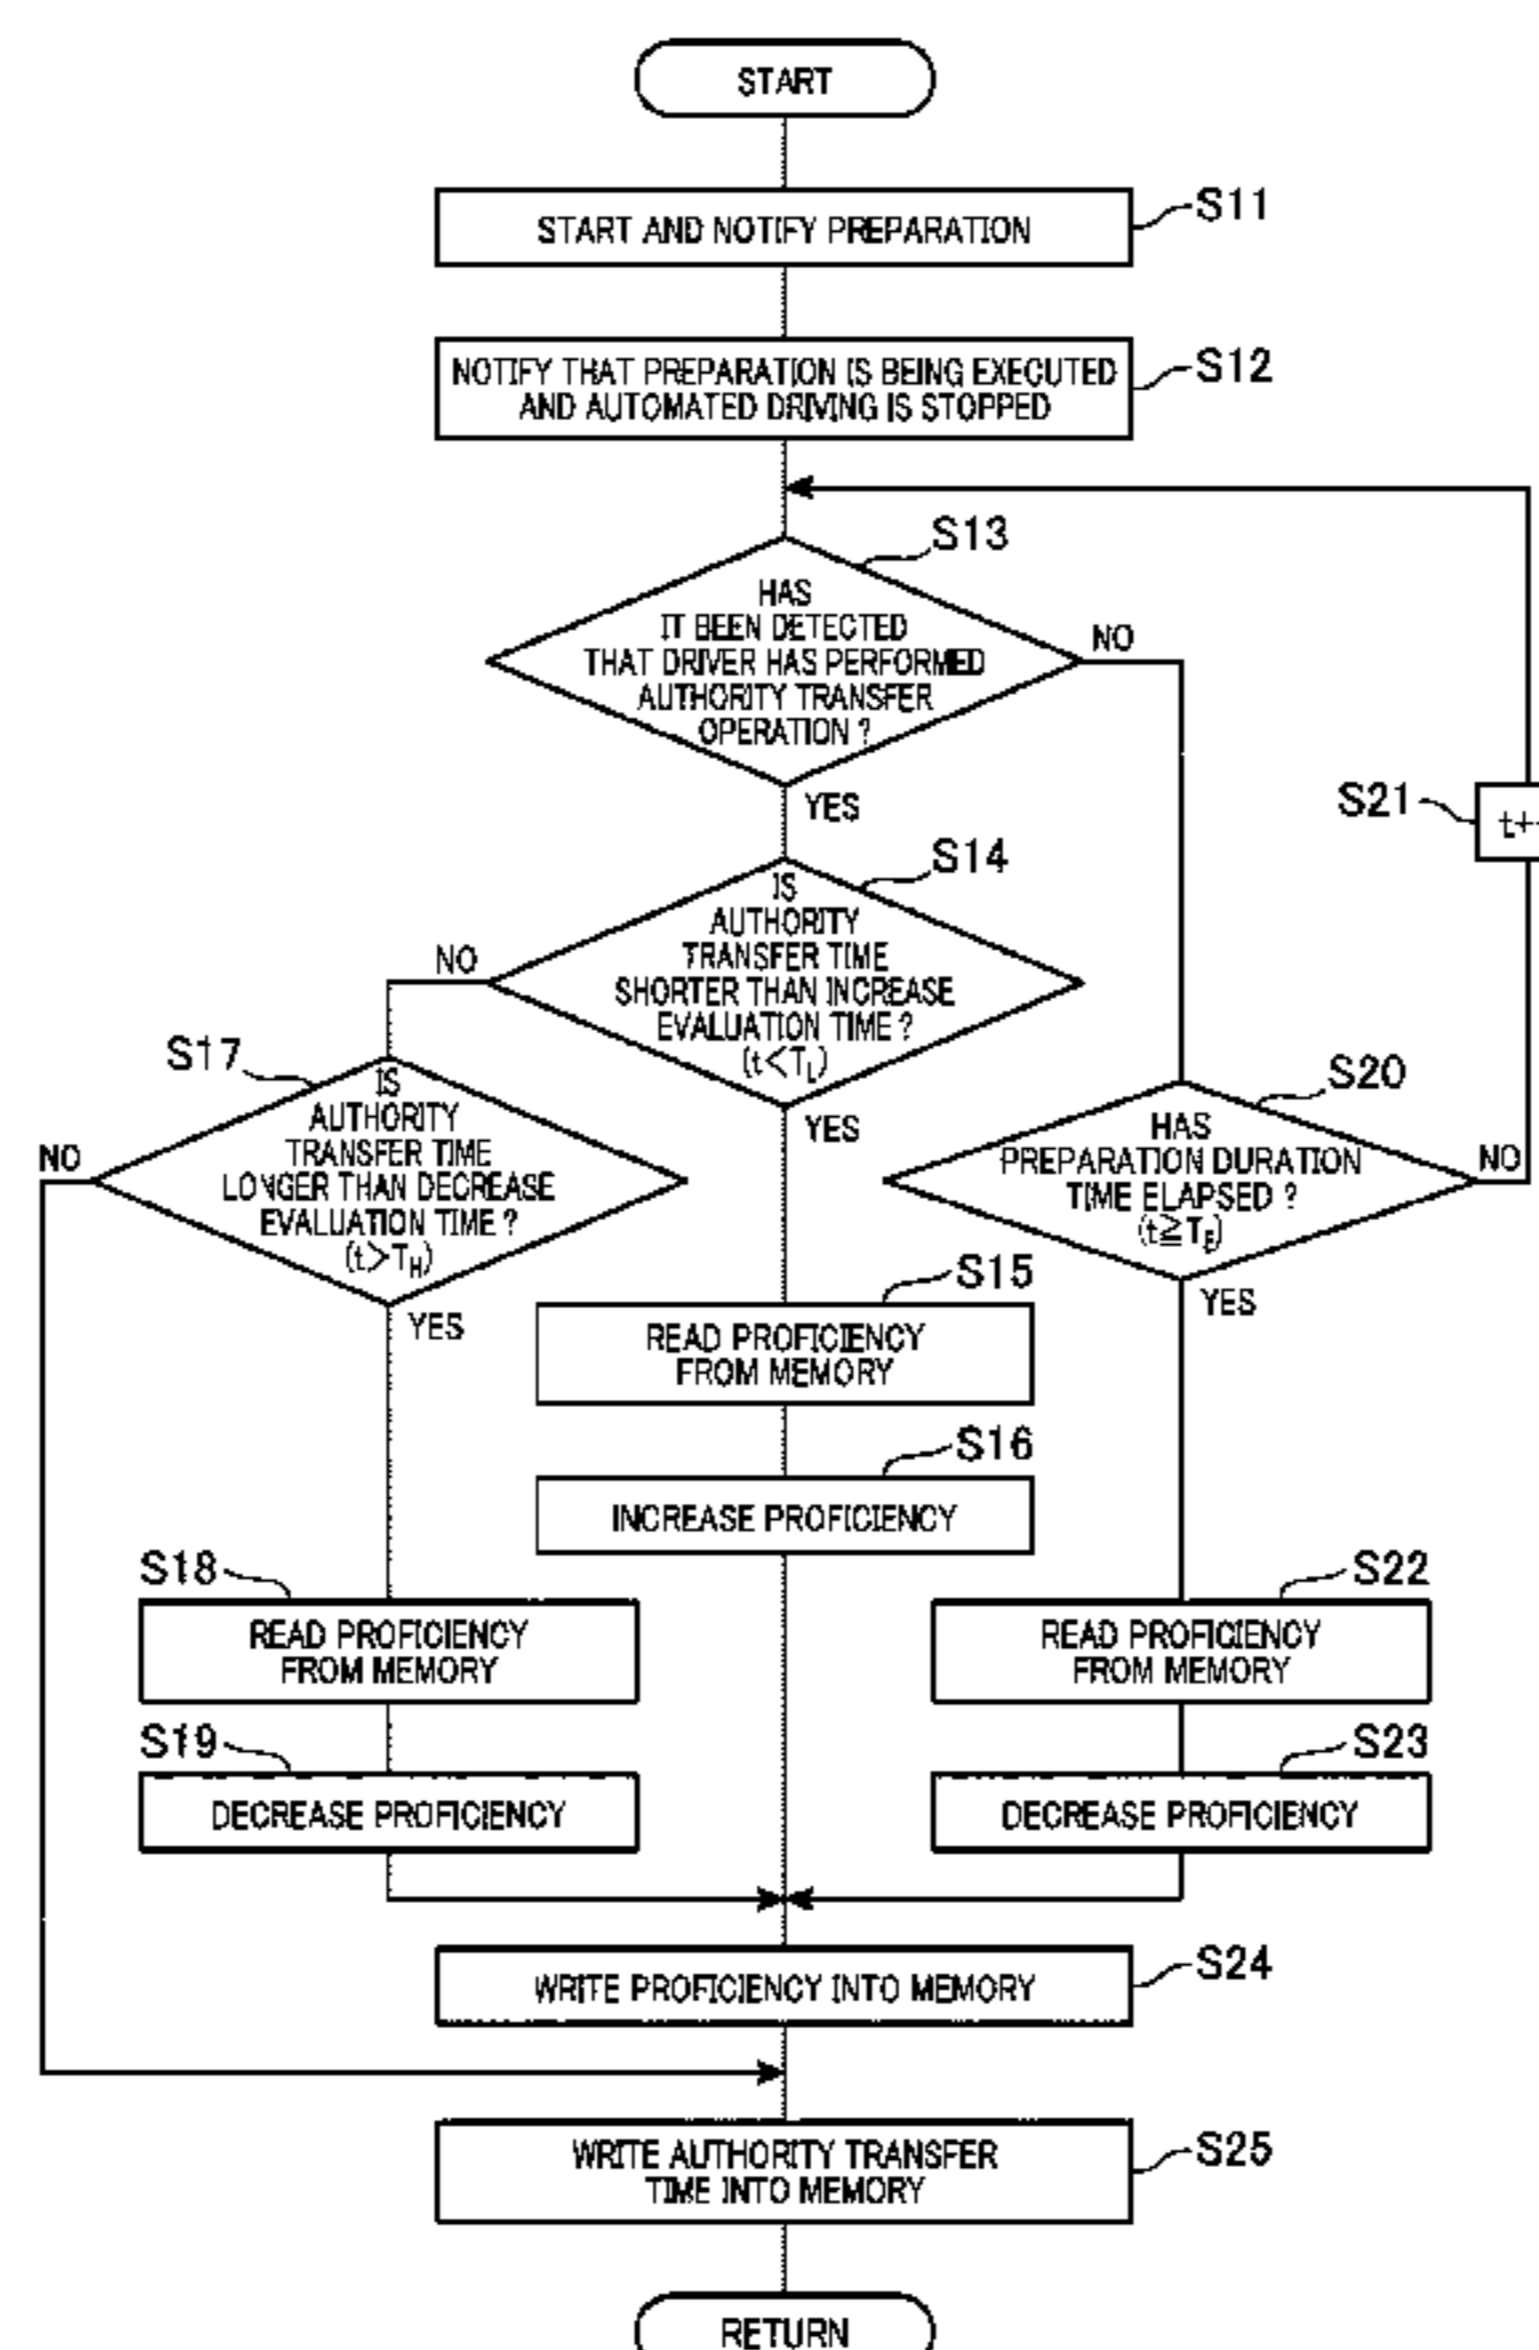 START
START AND NOTIFY PREPARATION
S11
NOTIFY THAT PREPARATION IS BEING EXECUTED
AND AUTOMATED DRIVING IS STOPPED
S12
S13
HAS
IT BEEN DETECTED
THAT DRIVER HAS PERFORMED
AUTHORITY TRANSFER
OPERATION ?
NO
YES
S21
t+
S14
IS
AUTHORITY
TRANSFER TIME
SHORTER THAN INCREASE
EVALUATION TIME ?
(t<TL)
NO
YES
S17
IS
AUTHORITY
TRANSFER TIME
LONGER THAN DECREASE
EVALUATION TIME ?
(t>TH)
NO
YES
S20
HAS
PREPARATION DURATION
TIME ELAPSED ?
(t≧TE)
NO
YES
S15
READ PROFICIENCY
FROM MEMORY
S16
INCREASE PROFICIENCY
S18
READ PROFICIENCY
FROM MEMORY
S22
READ PROFICIENCY
FROM MEMORY
S19
DECREASE PROFICIENCY
S23
DECREASE PROFICIENCY
WRITE PROFICIENCY INTO MEMORY
S24
WRITE AUTHORITY TRANSFER
TIME INTO MEMORY
S25
RETURN